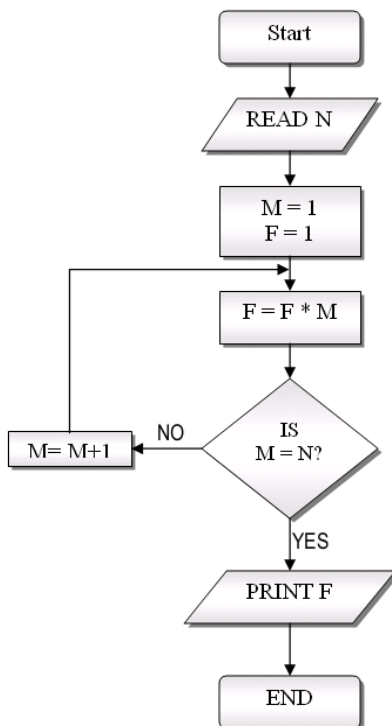 Start
READ N
M = 1
F = 1
F = F * M
IS
M = N?
NO
M= M+1
YES
PRINT F
END